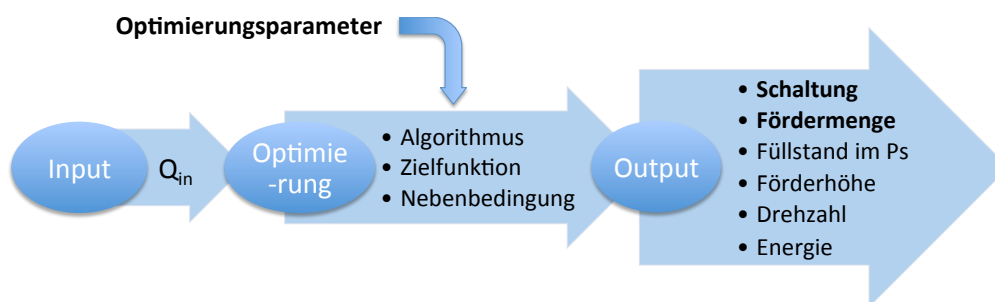 Optimierungsparameter
Input
Q_in
Optimie
-rung
• Algorithmus
• Zielfunktion
• Nebenbedingung
Output
• Schaltung
• Fördermenge
• Füllstand im Ps
• Förderhöhe
• Drehzahl
• Energie